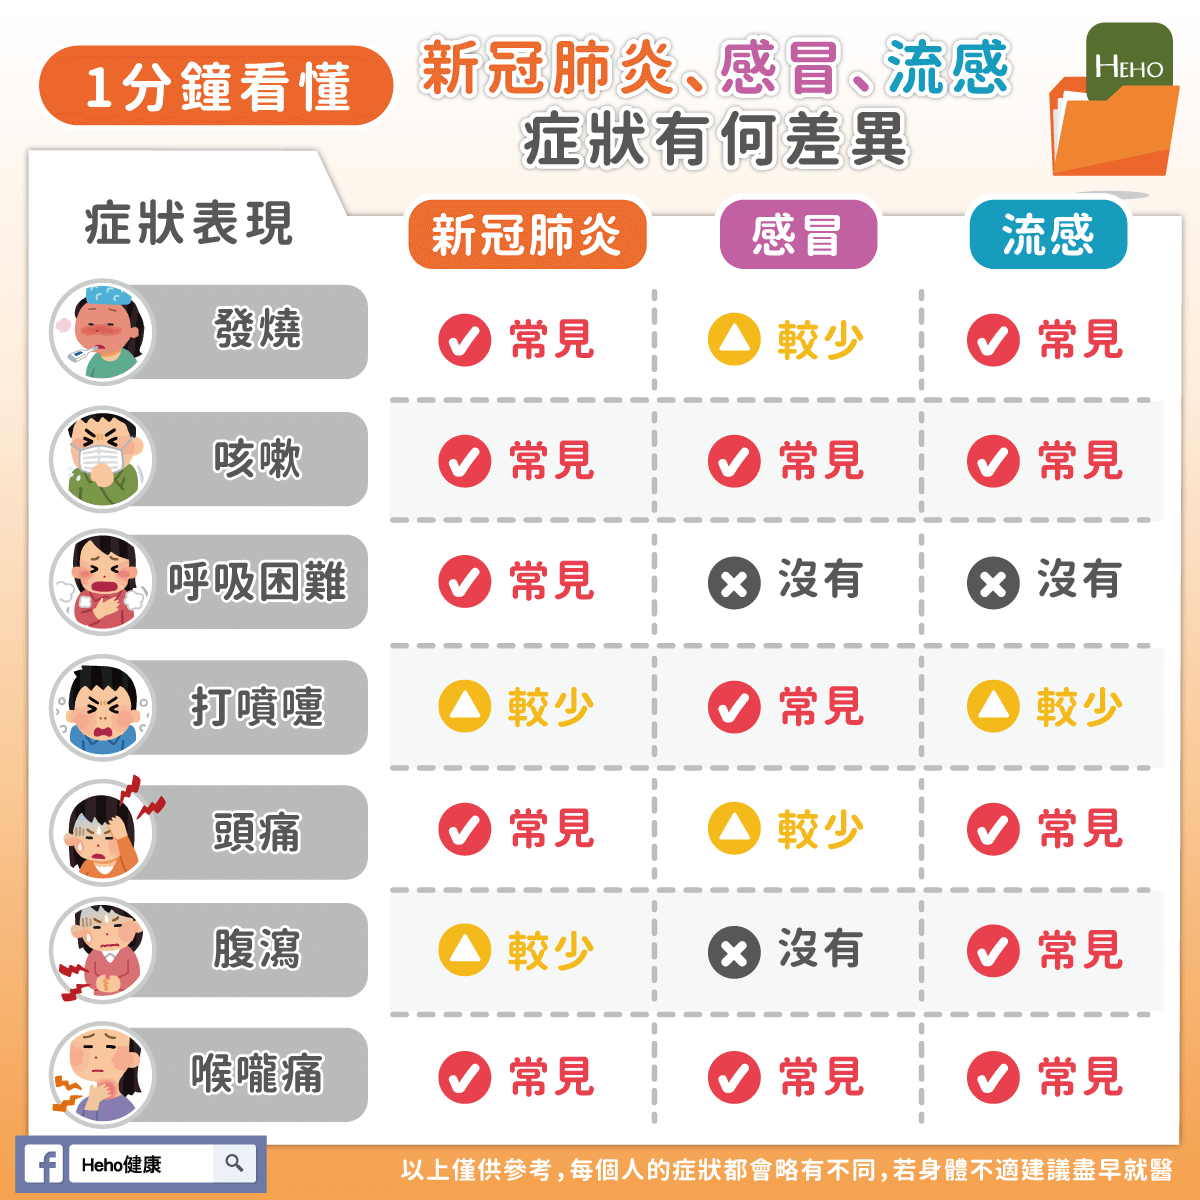 1分鐘看懂
新冠肺炎、感冒、流感
症狀有何差異
HEHO
症狀表現 新冠肺炎 感冒 流感
發燒 常見 較少 常見
咳嗽 常見 常見 常見
呼吸困難 常見 沒有 沒有
打噴嚏 較少 常見 較少
頭痛 常見 較少 常見
腹瀉 較少 沒有 常見
喉嚨痛 常見 常見 常見
f Heho健康
以上僅供參考,每個人的症狀都會略有不同,若身體不適建議盡早就醫